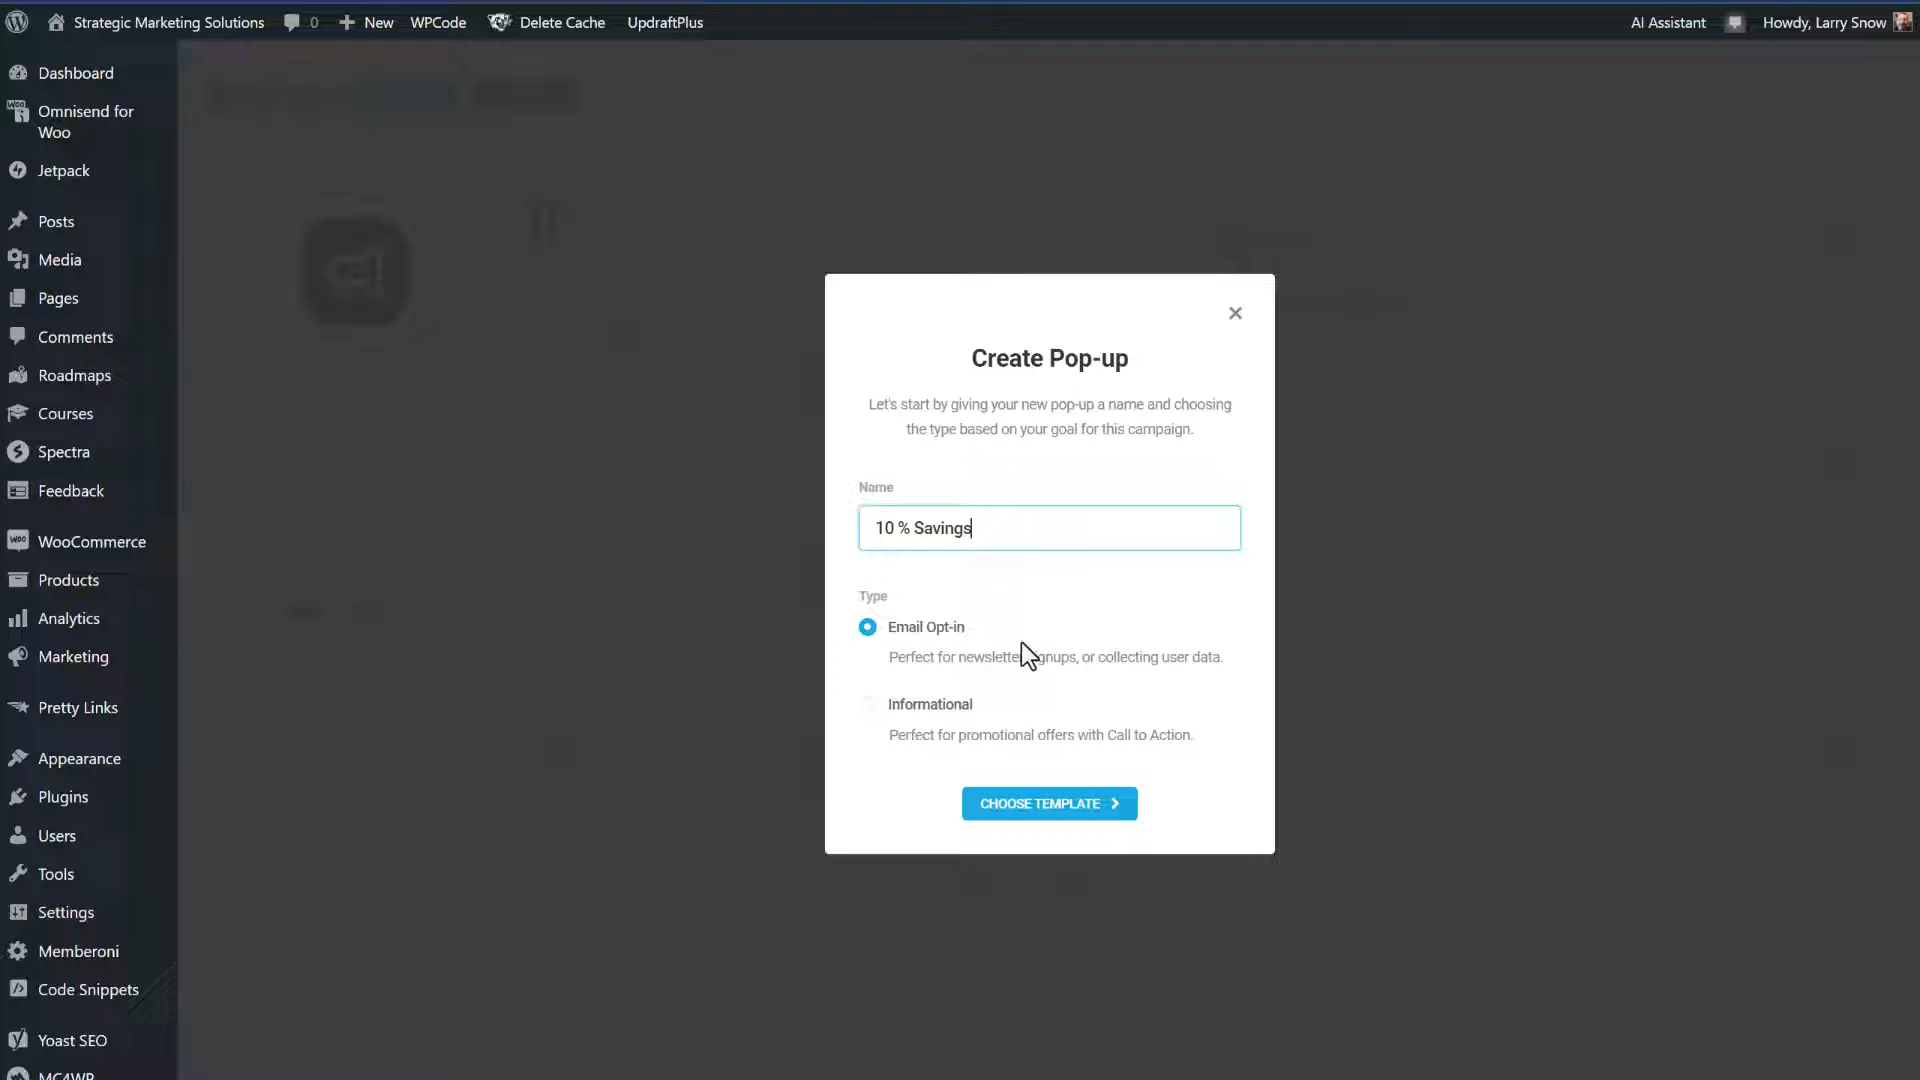 Strategic Marketing Solutions 0 New WPCode Delete Cache UpdraftPlus AI Assistant Howdy, Larry Snow
Dashboard
Omnisend for
Woo
Jetpack
Posts
Media
Pages
Comments
Roadmaps
Courses
Spectra
Feedback
WooCommerce
Products
Analytics
Marketing
Pretty Links
Appearance
Plugins
Users
Tools
Settings
Memberoni
Code Snippets
Yoast SEO
MC4WP
Create Pop-up
Let's start by giving your new pop-up a name and choosing
the type based on your goal for this campaign.
Name
10 % Savings
Type
Email Opt-in
Perfect for newsletter signups, or collecting user data.
Informational
Perfect for promotional offers with Call to Action.
CHOOSE TEMPLATE